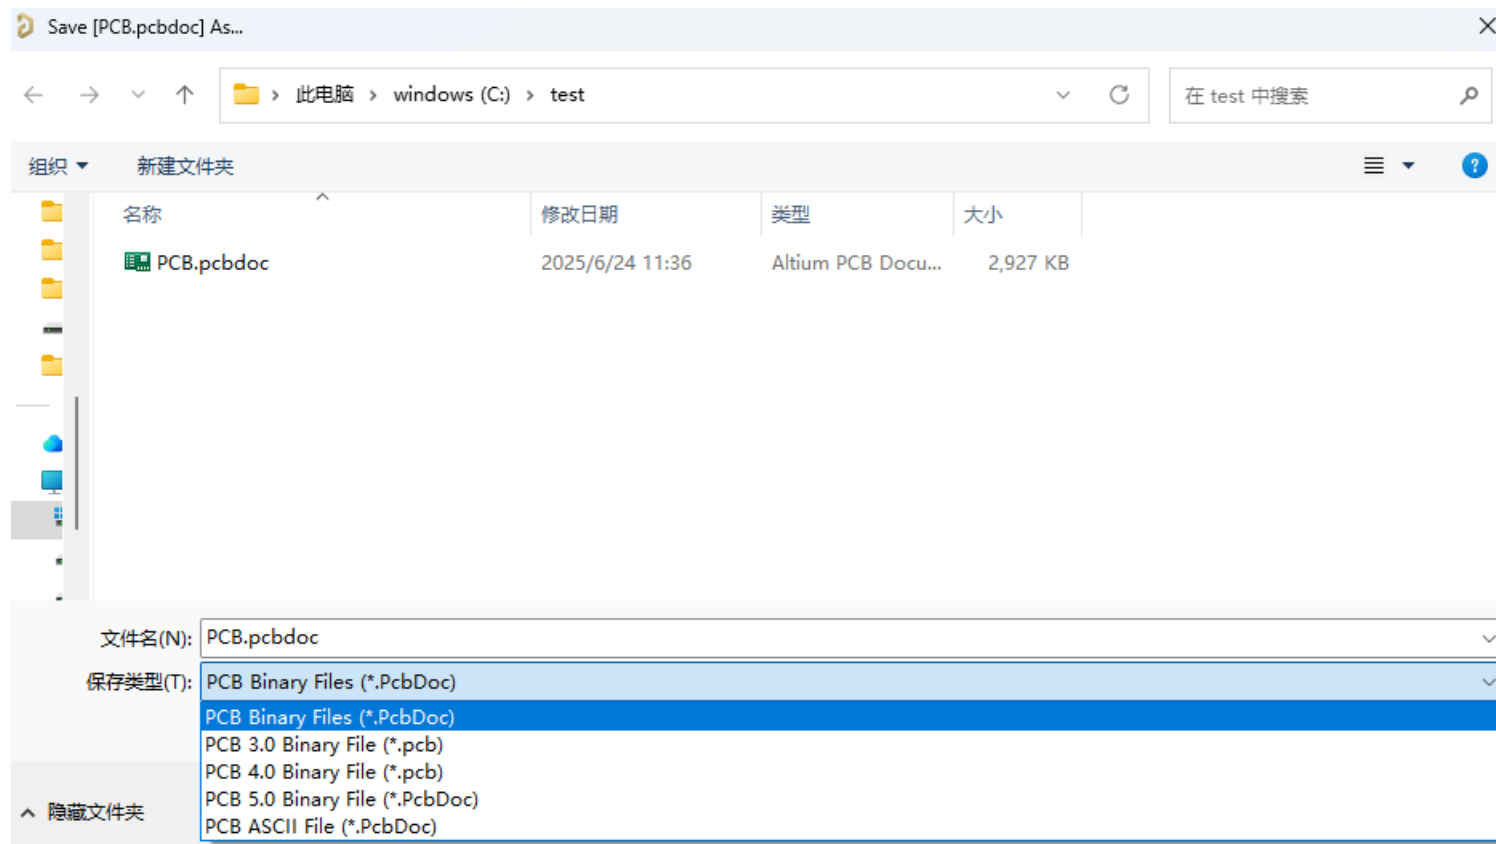 Save [PCB.pcbdoc] As...
此电脑 windows (C:) test
在 test 中搜索
组织 新建文件夹
名称 修改日期 类型 大小
PCB.pcbdoc 2025/6/24 11:36 Altium PCB Docu... 2,927 KB
文件名(N): PCB.pcbdoc
保存类型(T): PCB Binary Files (*.PcbDoc)
PCB Binary Files (*.PcbDoc)
PCB 3.0 Binary File (*.pcb)
PCB 4.0 Binary File (*.pcb)
PCB 5.0 Binary File (*.PcbDoc)
PCB ASCII File (*.PcbDoc)
隐藏文件夹